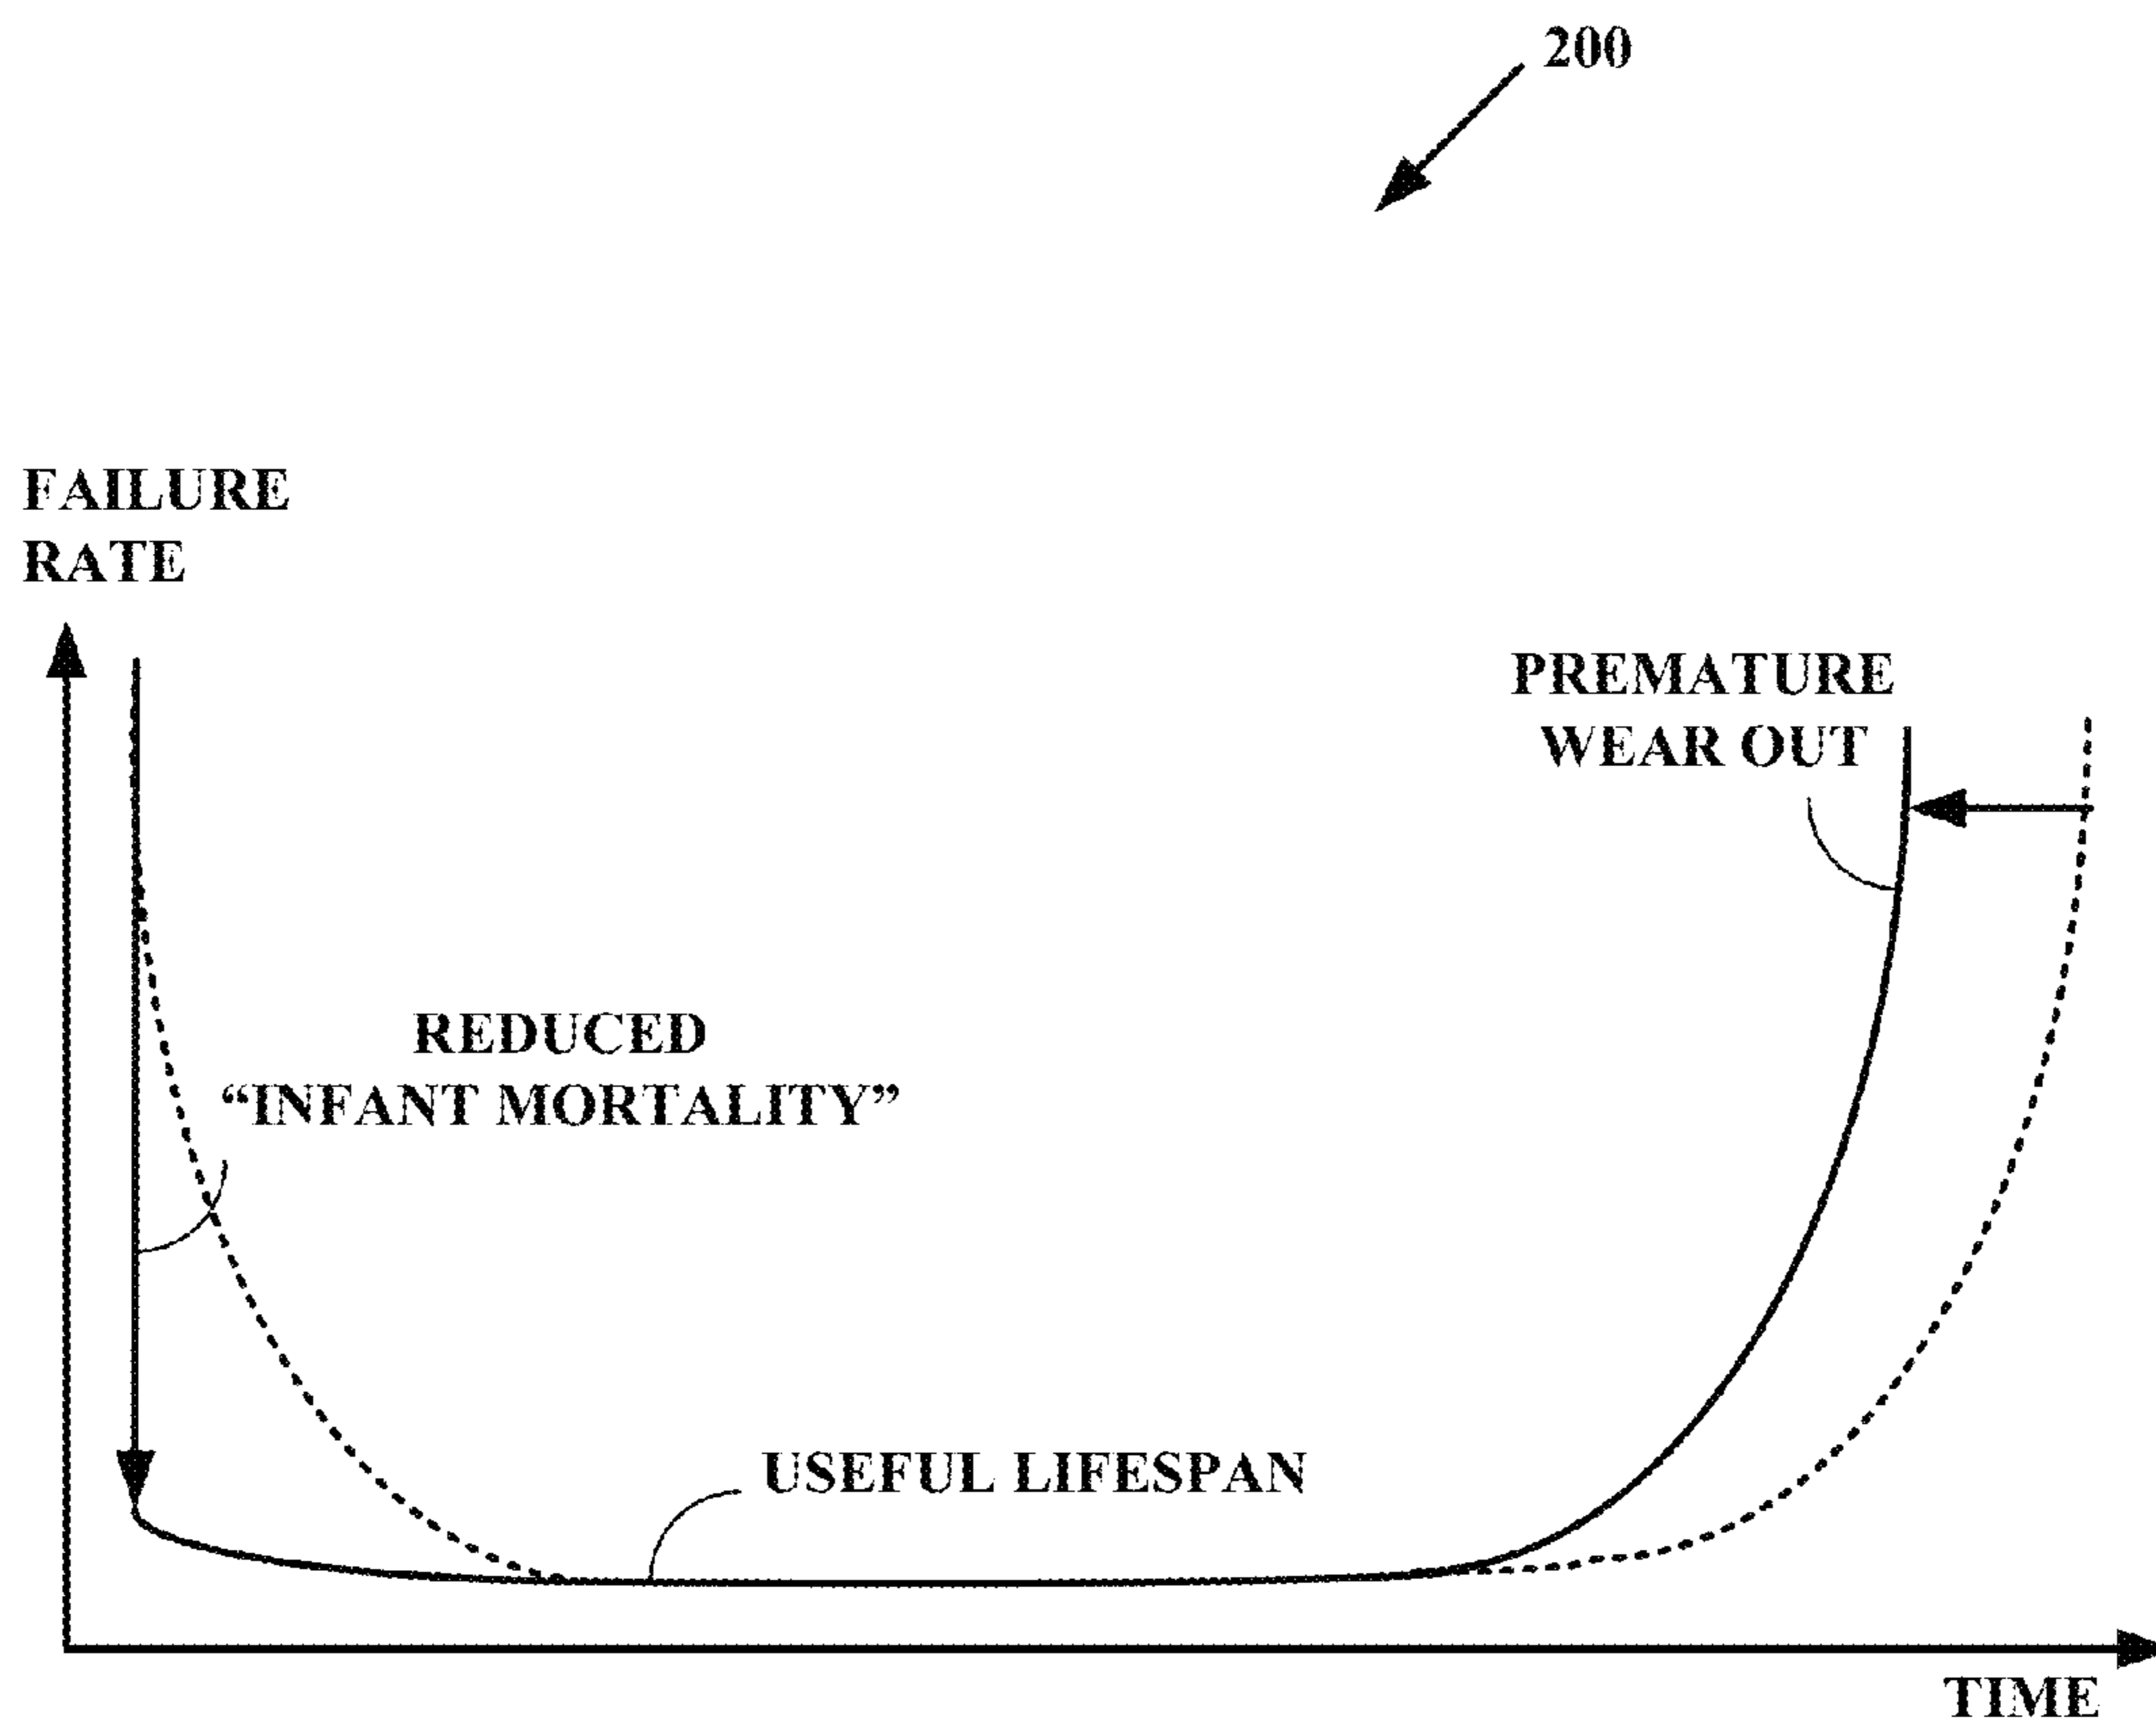 200
FAILURE
RATE
PREMATURE
WEAR OUT
REDUCED
“INFANT MORTALITY”
USEFUL LIFESPAN
TIME